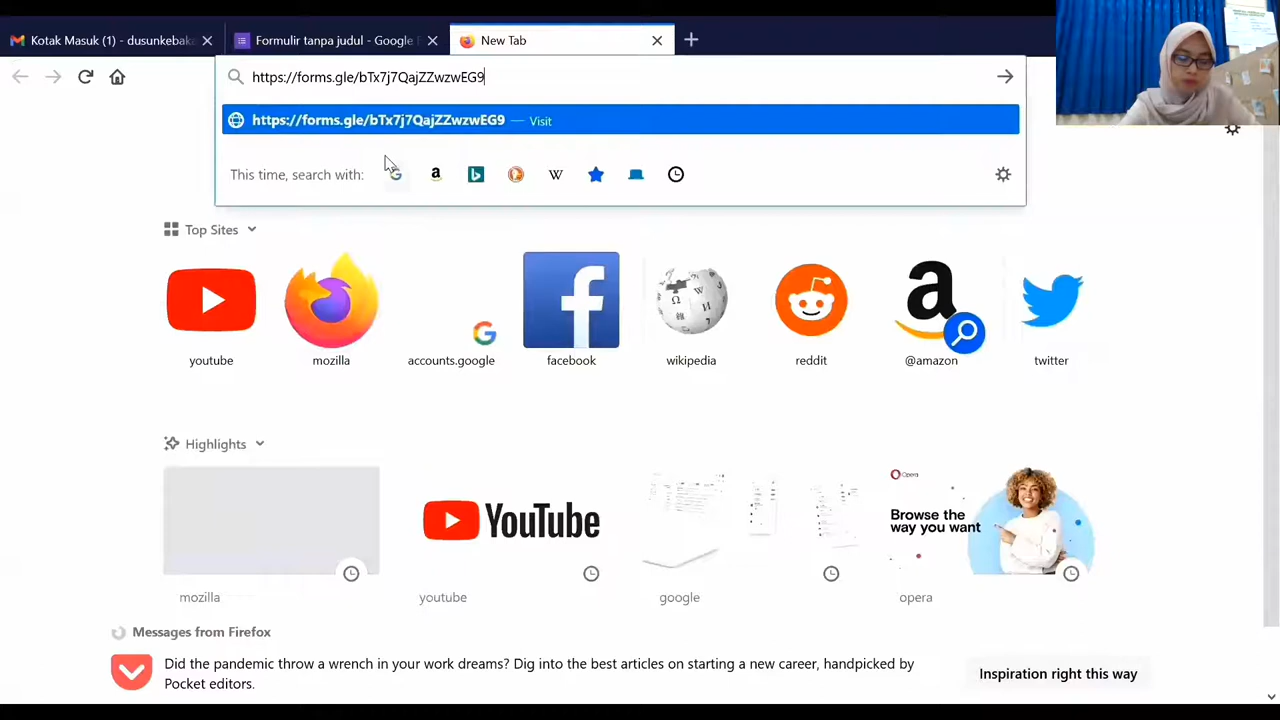 Kotak Masuk (1) - dusunkebaka
Formulir tanpa judul - Google F
New Tab
https://forms.gle/bTx7j7QajZZwzwEG9
https://forms.gle/bTx7j7QajZZwzwEG9 — Visit
This time, search with:
Top Sites
youtube
mozilla
accounts.google
facebook
wikipedia
reddit
@amazon
twitter
Highlights
YouTube
Opera
Browse the
way you want
mozilla
youtube
google
opera
Messages from Firefox
Did the pandemic throw a wrench in your work dreams? Dig into the best articles on starting a new career, handpicked by
Pocket editors.
Inspiration right this way